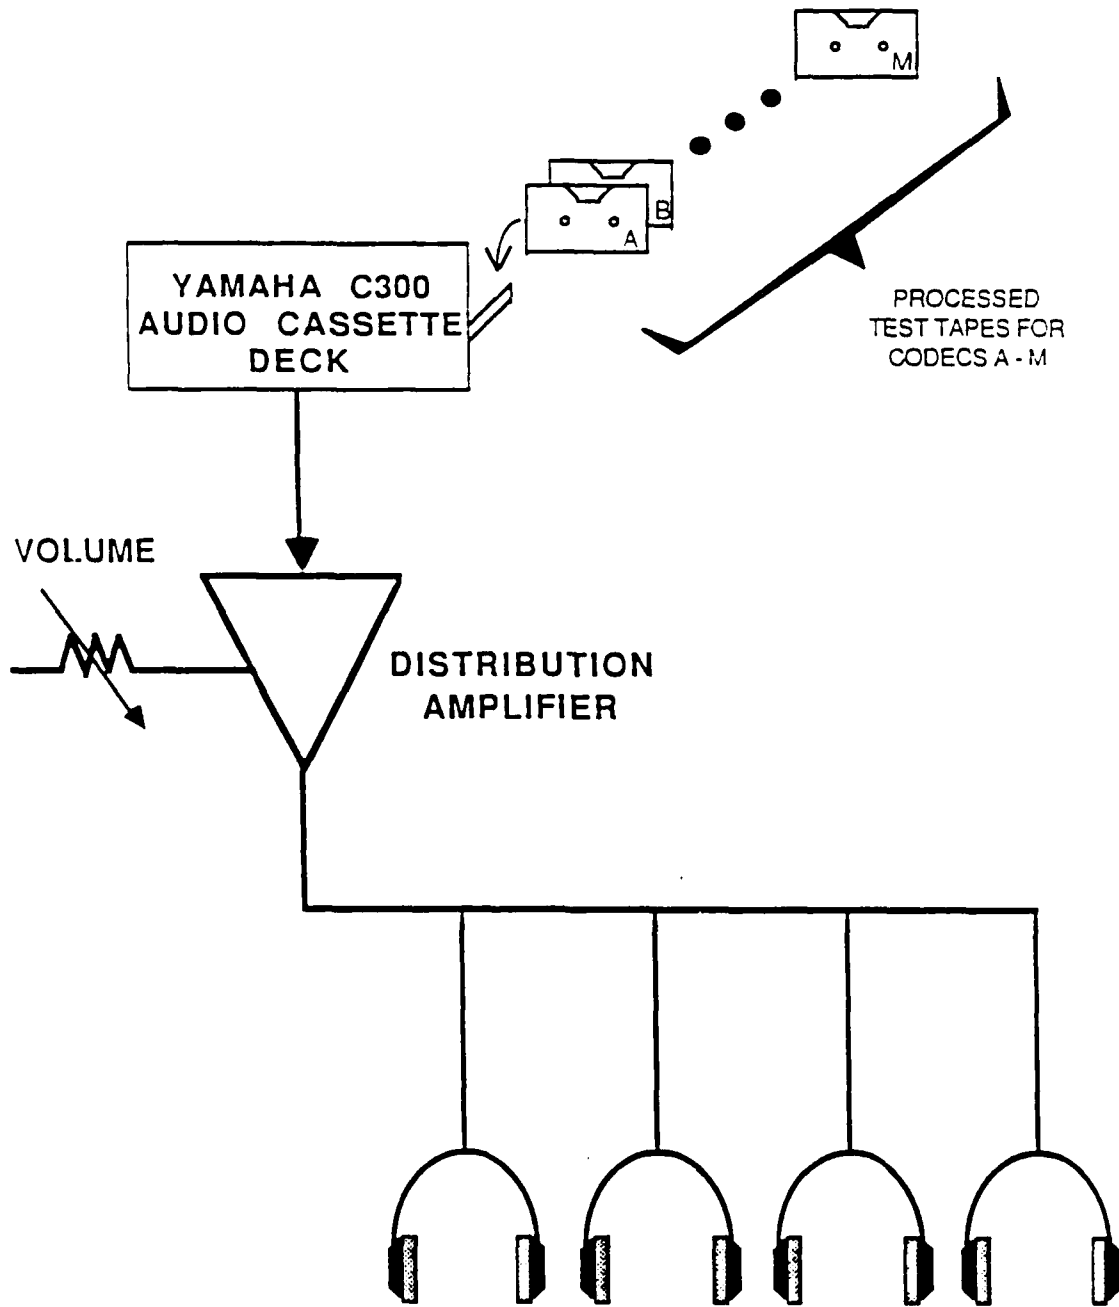 M
B
A
YAMAHA C300
AUDIO CASSETTE
DECK
PROCESSED
TEST TAPES FOR
CODECS A - M
VOLUME
DISTRIBUTION
AMPLIFIER